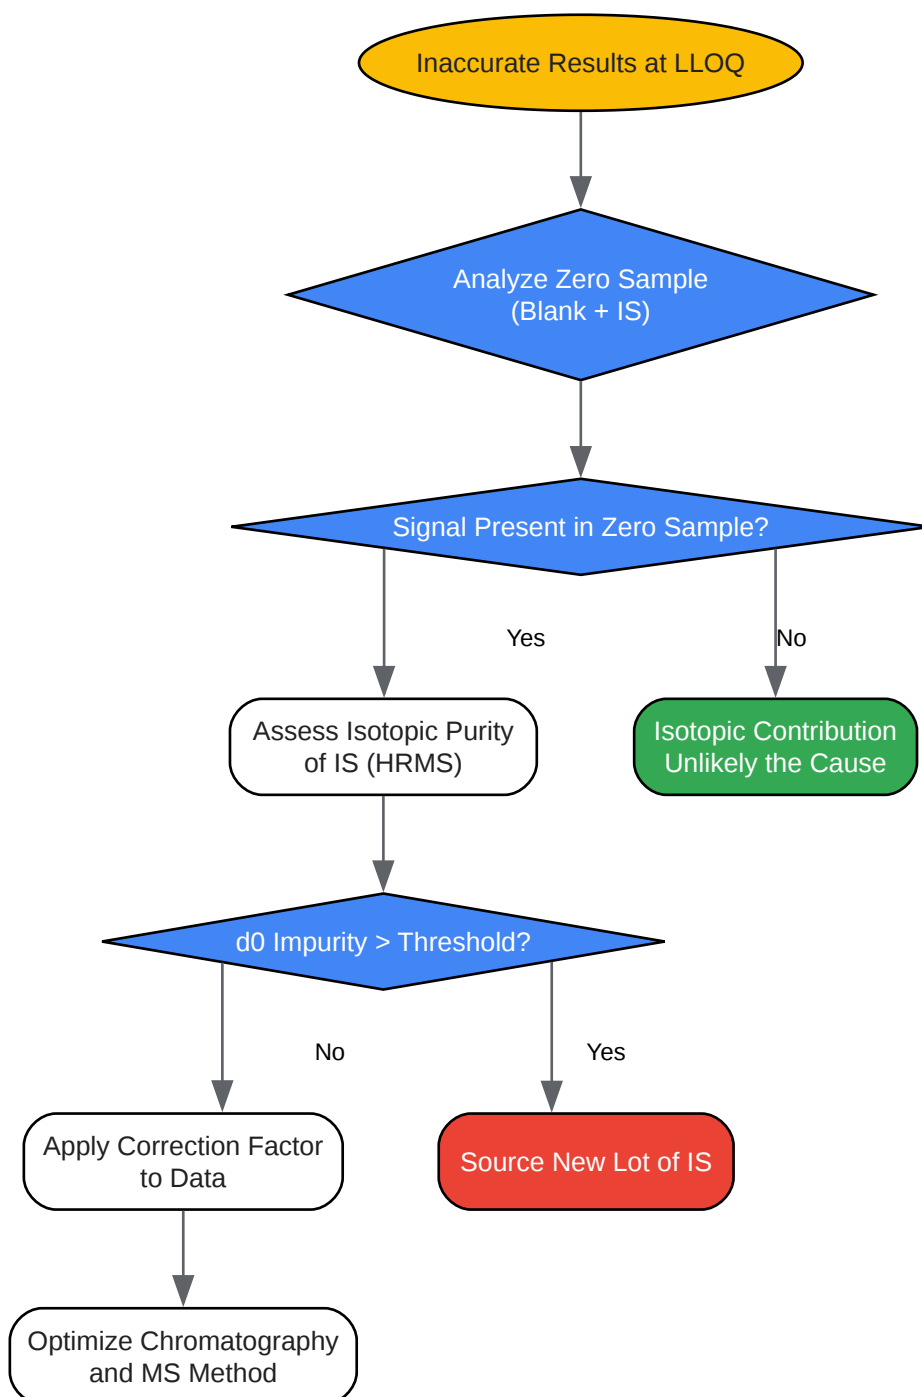 Inaccurate Results at LLOQ
Analyze Zero Sample
(Blank + IS)
Signal Present in Zero Sample?
Yes
No
Assess Isotopic Purity
of IS (HRMS)
Isotopic Contribution
Unlikely the Cause
d0 Impurity > Threshold?
No
Yes
Apply Correction Factor
to Data
Source New Lot of IS
Optimize Chromatography
and MS Method